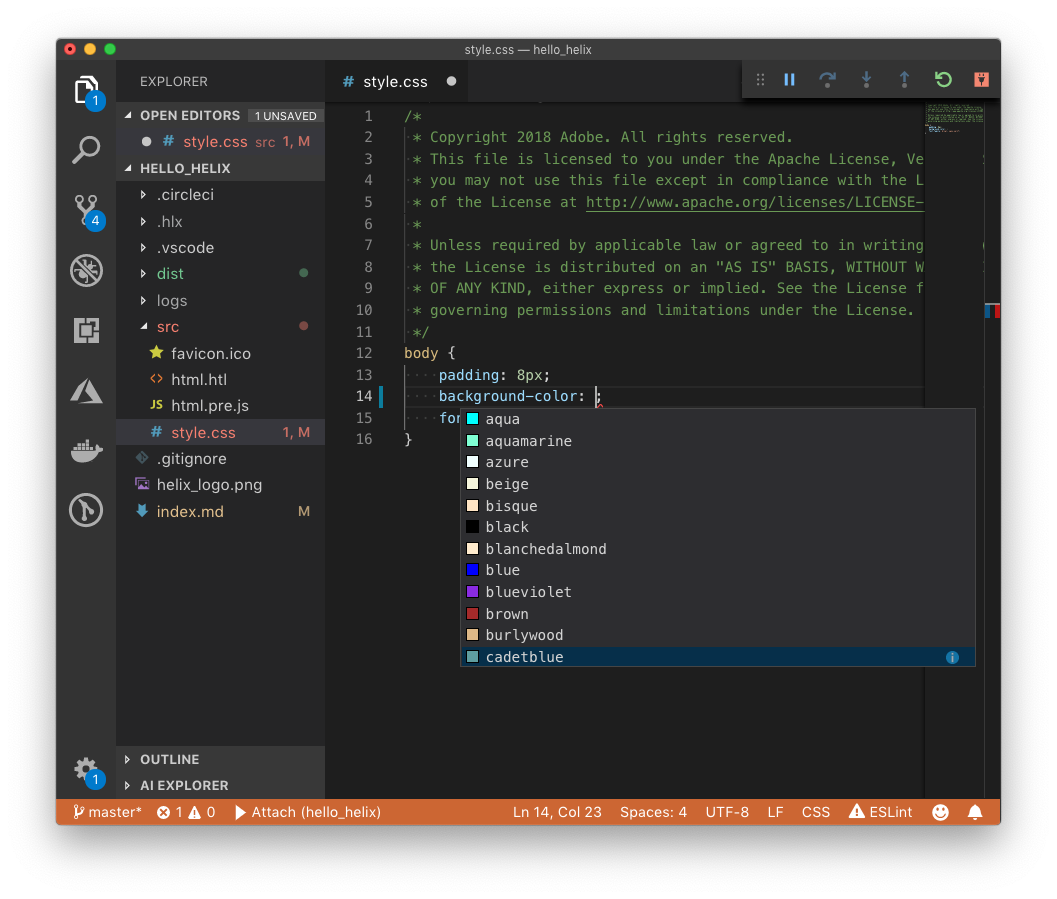 style.css — hello_helix
1
EXPLORER
# style.css
OPEN EDITORS 1 UNSAVED
# style.css src 1, M
HELLO_HELIX
.circleci
4
.hlx
.vscode
dist
logs
src
favicon.ico
html.htl
JS html.pre.js
# style.css 1, M
.gitignore
helix_logo.png
index.md M
1 /*
2 * Copyright 2018 Adobe. All rights reserved.
3 * This file is licensed to you under the Apache License, Ve
4 * you may not use this file except in compliance with the L
5 * of the License at http://www.apache.org/licenses/LICENSE-
6 *
7 * Unless required by applicable law or agreed to in writing
8 * the License is distributed on an "AS IS" BASIS, WITHOUT W
9 * OF ANY KIND, either express or implied. See the License f
10 * governing permissions and limitations under the License.
11 */
12 body {
13 padding: 8px;
14 background-color: ;
15 for
16 }
aqua
aquamarine
azure
beige
bisque
black
blanchedalmond
blue
blueviolet
brown
burlywood
cadetblue
OUTLINE
1
AI EXPLORER
master* 1 0 Attach (hello_helix) Ln 14, Col 23 Spaces: 4 UTF-8 LF CSS ESLint